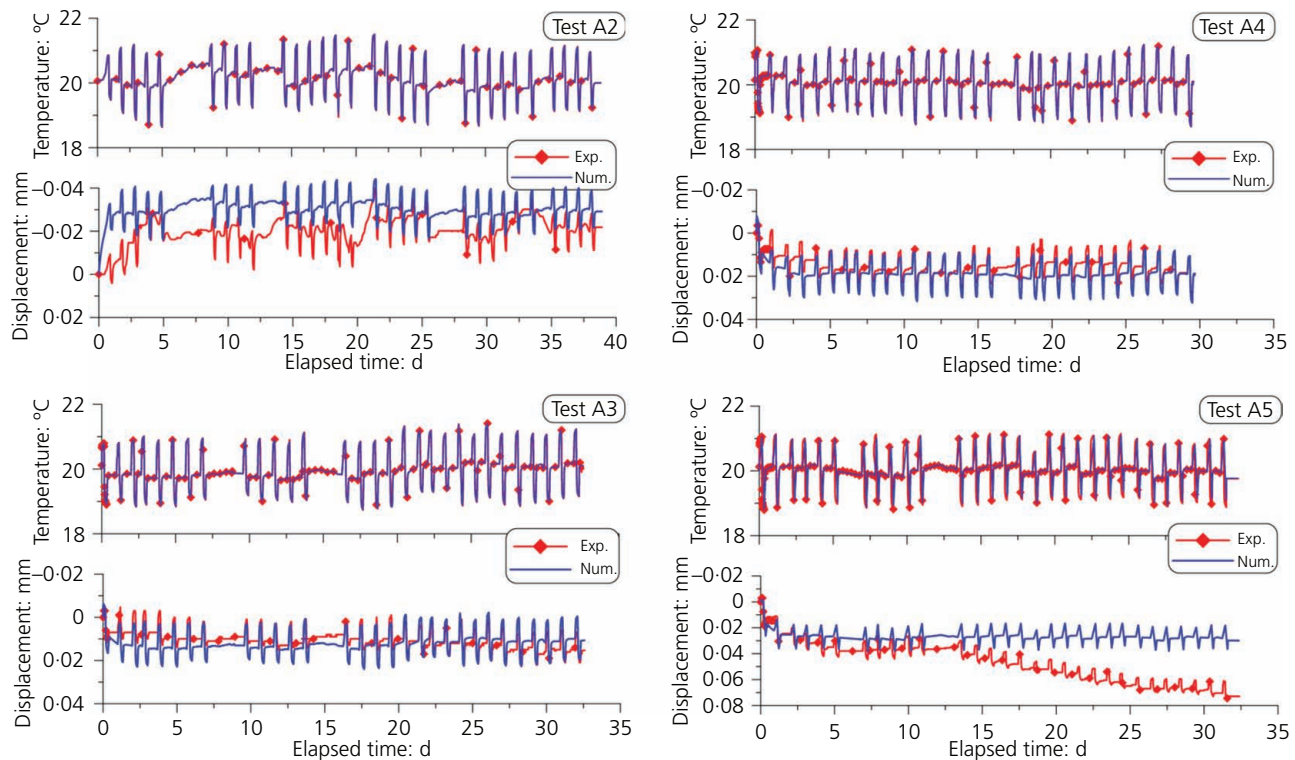 Test A2
Temperature: °C
22
20
18
Exp.
Num.
Displacement: mm
–0·04
–0·02
0
0·02
0 5 10 15 20 25 30 35 40
Elapsed time: d
Test A4
Temperature: °C
22
20
18
Exp.
Num.
Displacement: mm
–0·02
0
0·02
0·04
0 5 10 15 20 25 30 35
Elapsed time: d
Test A3
Temperature: °C
22
20
18
Exp.
Num.
Displacement: mm
–0·02
0
0·02
0·04
0 5 10 15 20 25 30 35
Elapsed time: d
Test A5
Temperature: °C
22
20
18
Exp.
Num.
Displacement: mm
–0·02
0
0·02
0·04
0·06
0·08
0 5 10 15 20 25 30 35
Elapsed time: d